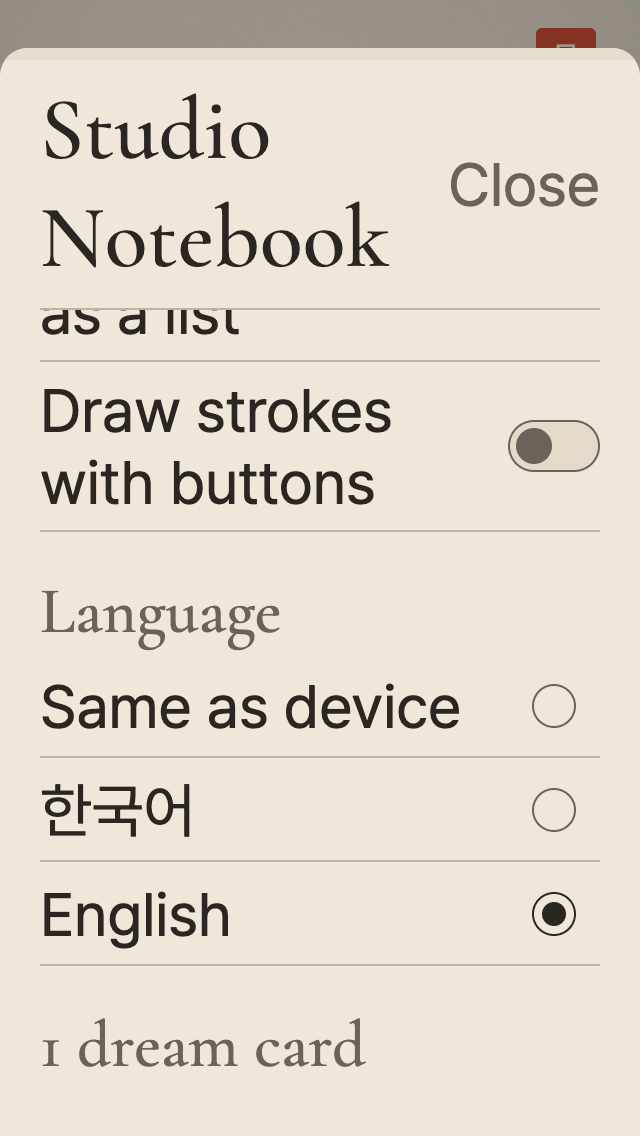 Studio
Notebook
Close
as a list
Draw strokes
with buttons
Language
Same as device
한국어
English
1 dream card